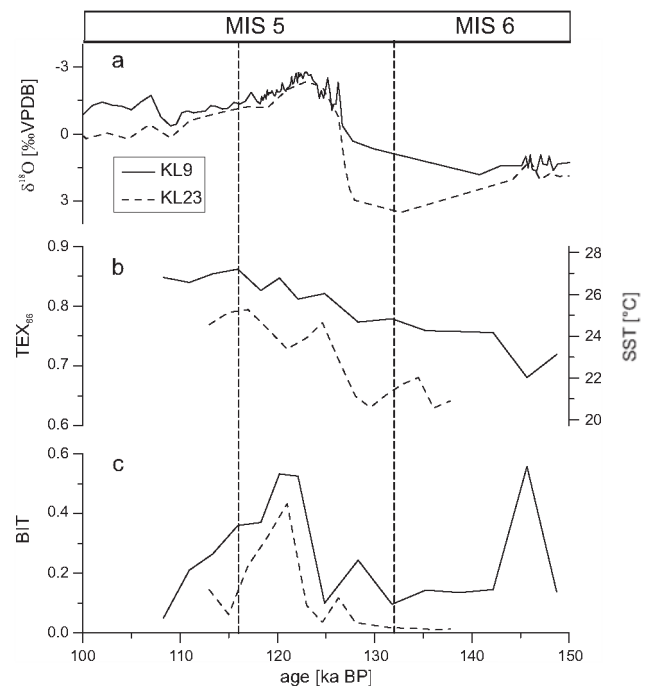 MIS 5 MIS 6
a
-3
0
3
δ¹⁸O [‰VPDB]
KL9
KL23
b
0.9
0.8
0.7
0.6
TEX₈₆
28
26
24
22
20
SST [°C]
c
0.6
0.4
0.2
0.0
BIT
100 110 120 130 140 150
age [ka BP]